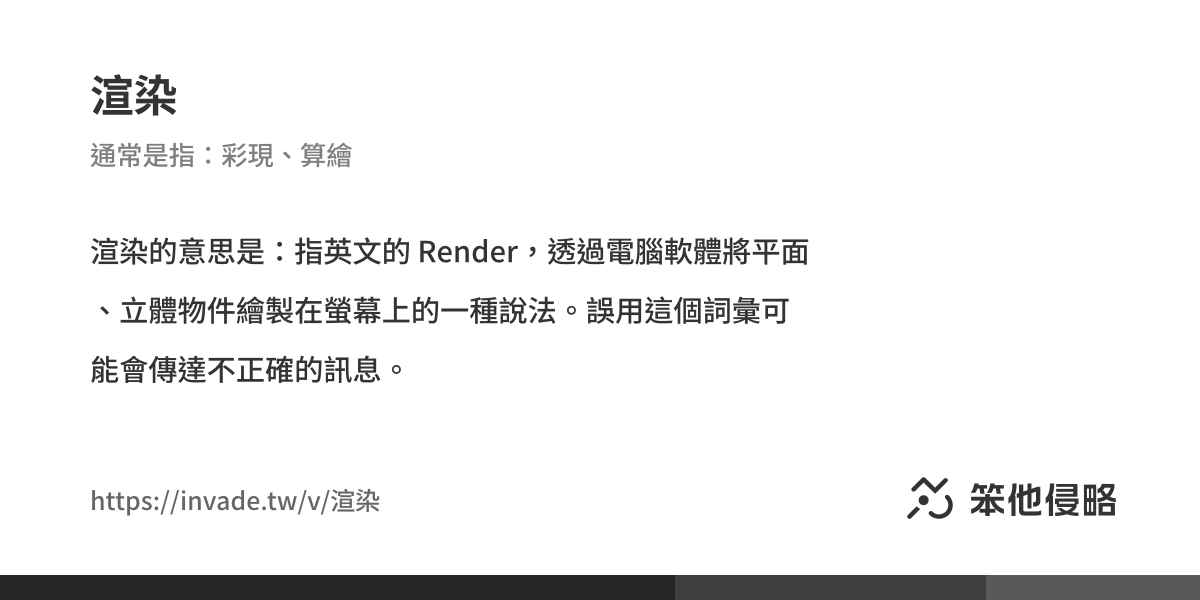 渲染
通常是指：彩現、算繪
渲染的意思是：指英文的 Render，透過電腦軟體將平面
、立體物件繪製在螢幕上的一種說法。誤用這個詞彙可
能會傳達不正確的訊息。
https://invade.tw/v/渲染
笨他侵略